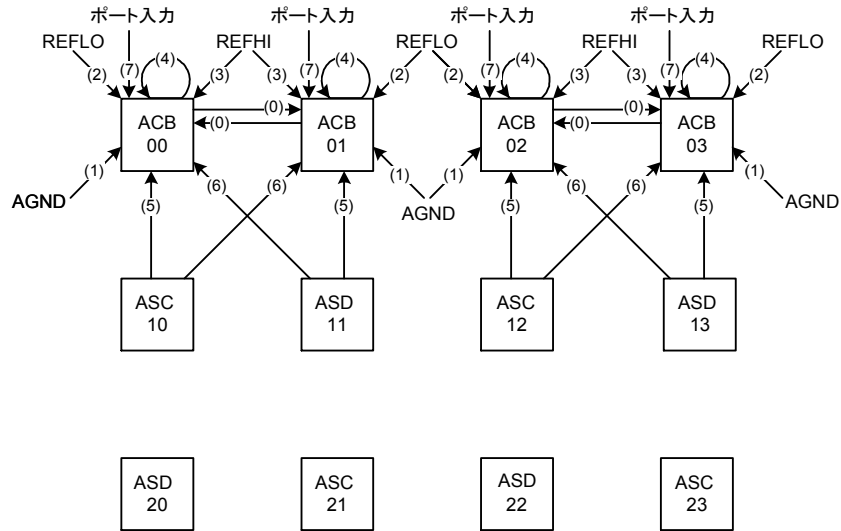 ポート入力 ポート入力 ポート入力 ポート入力
REFLO REFHI REFLO REFHI REFLO
(7) (4) (7) (4) (7) (4) (7) (4)
(2) (3) (3) (2) (2) (3) (3) (2)
(0) (0)
ACB 00
ACB 01
ACB 02
ACB 03
(0) (0)
(1) (1) (1) (1)
AGND AGND AGND
(5) (6) (6) (5) (5) (6) (6) (5)
ASC 10
ASD 11
ASC 12
ASD 13
ASD 20
ASC 21
ASD 22
ASC 23